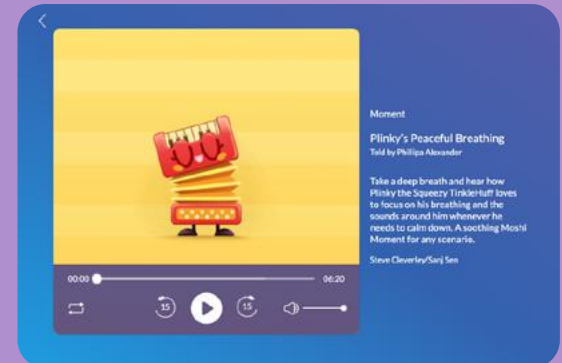 00:00
06:20
15
15
Moment
Plinky's Peaceful Breathing
Told by Phillipa Alexander
Take a deep breath and hear how
Plinky the Squeezy TinkleHuff loves
to focus on his breathing and the
sounds around him whenever he
needs to calm down. A soothing Moshi
Moment for any scenario.
Steve Cleverley/Sanj Sen